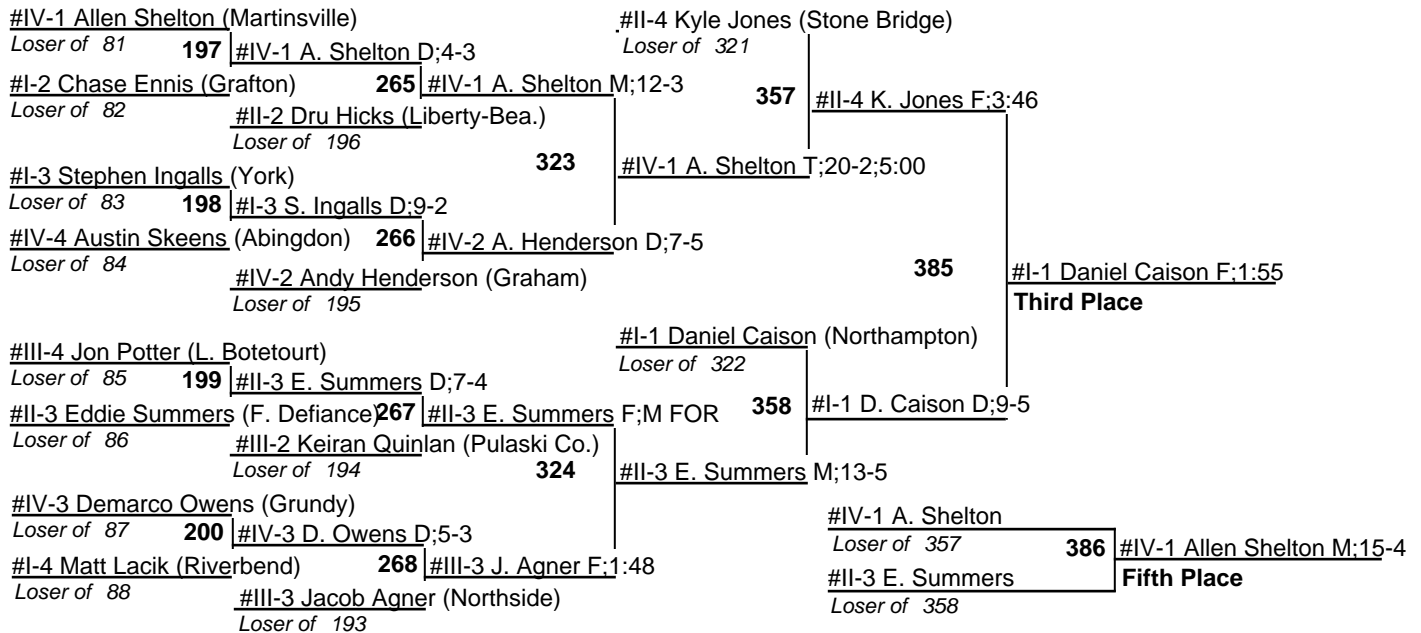 #IV-1 Allen Shelton (Martinsville)
Loser of 81
197
#IV-1 A. Shelton D;4-3
#I-2 Chase Ennis (Grafton)
Loser of 82
265
#IV-1 A. Shelton M;12-3
#II-2 Dru Hicks (Liberty-Bea.)
Loser of 196
323
#IV-1 A. Shelton T;20-2;5:00
#I-3 Stephen Ingalls (York)
Loser of 83
198
#I-3 S. Ingalls D;9-2
#IV-4 Austin Skeens (Abingdon)
Loser of 84
266
#IV-2 A. Henderson D;7-5
#IV-2 Andy Henderson (Graham)
Loser of 195
#III-4 Jon Potter (L. Botetourt)
Loser of 85
199
#II-3 E. Summers D;7-4
#II-3 Eddie Summers (F. Defiance)
Loser of 86
267
#II-3 E. Summers F;M FOR
#III-2 Keiran Quinlan (Pulaski Co.)
Loser of 194
324
#II-3 E. Summers M;13-5
#IV-3 Demarco Owens (Grundy)
Loser of 87
200
#IV-3 D. Owens D;5-3
#I-4 Matt Lacik (Riverbend)
Loser of 88
268
#III-3 J. Agner F;1:48
#III-3 Jacob Agner (Northside)
Loser of 193
#II-4 Kyle Jones (Stone Bridge)
Loser of 321
357
#II-4 K. Jones F;3:46
385
#I-1 Daniel Caison F;1:55
Third Place
#I-1 Daniel Caison (Northampton)
Loser of 322
358
#I-1 D. Caison D;9-5
#IV-1 A. Shelton
Loser of 357
386
#IV-1 Allen Shelton M;15-4
#II-3 E. Summers
Fifth Place
Loser of 358